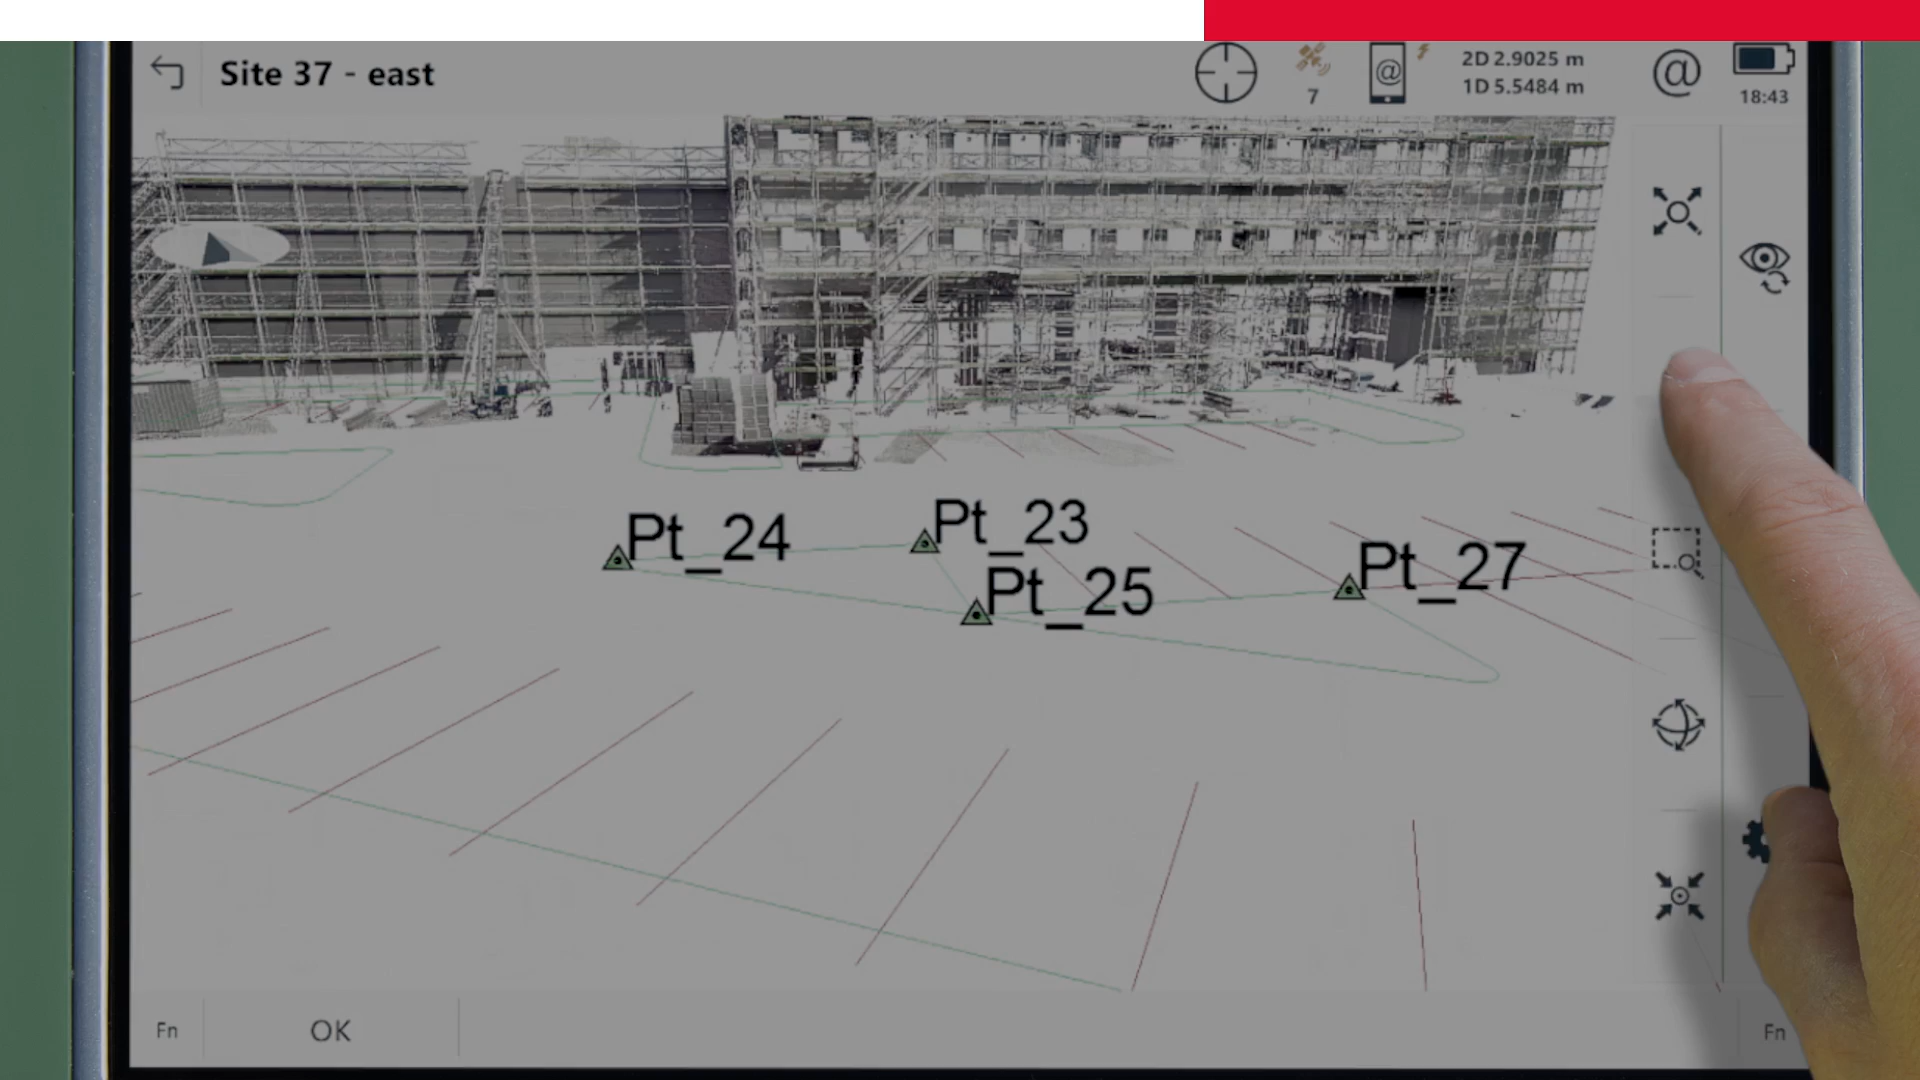 Site 37 - east
7
@
2D 2.9025 m
1D 5.5484 m
@
18:43
Pt_24
Pt_23
Pt_25
Pt_27
Fn
OK
Fn